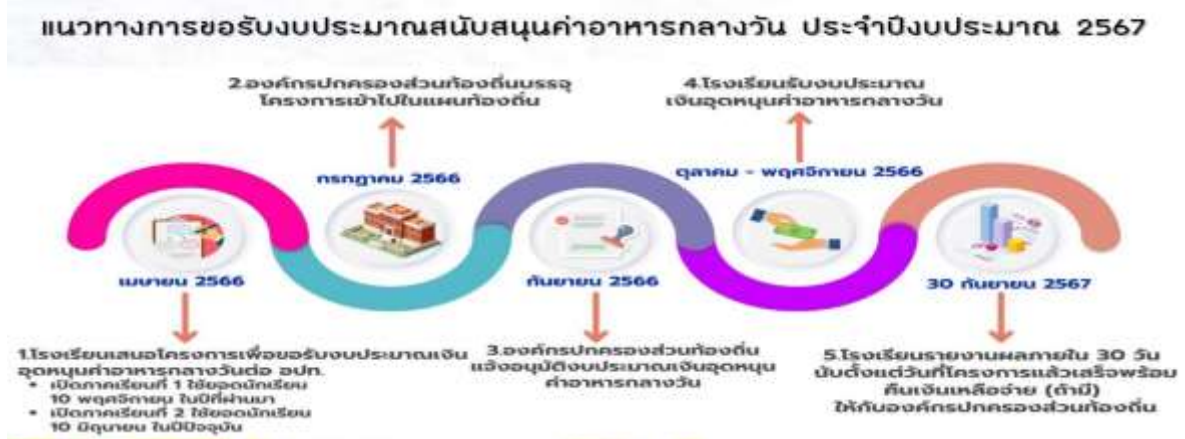 แนวทางการขอรับงบประมาณสนับสนุนค่าอาหารกลางวัน ประจำปีงบประมาณ 2567
2.องค์กรปกครองส่วนท้องถิ่นบรรจุ
โครงการเข้าไปในแผนท้องถิ่น
4.โรงเรียนรับงบประมาณ
เงินอุดหนุนค่าอาหารกลางวัน
กรกฎาคม 2566
ตุลาคม - พฤศจิกายน 2566
เมษายน 2566
กันยายน 2566
30 กันยายน 2567
1.โรงเรียนเสนอโครงการเพื่อขอรับงบประมาณเงิน
อุดหนุนค่าอาหารกลางวันต่อ อปท.
• เปิดภาคเรียนที่ 1 ใช้ยอดนักเรียน
10 พฤศจิกายน ในปีที่ผ่านมา
• เปิดภาคเรียนที่ 2 ใช้ยอดนักเรียน
10 มิถุนายน ในปีปัจจุบัน
3.องค์กรปกครองส่วนท้องถิ่น
แจ้งอนุมัติงบประมาณเงินอุดหนุน
ค่าอาหารกลางวัน
5.โรงเรียนรายงานผลภายใน 30 วัน
นับตั้งแต่วันที่โครงการแล้วเสร็จพร้อม
คืนเงินเหลือจ่าย (ถ้ามี)
ให้กับองค์กรปกครองส่วนท้องถิ่น